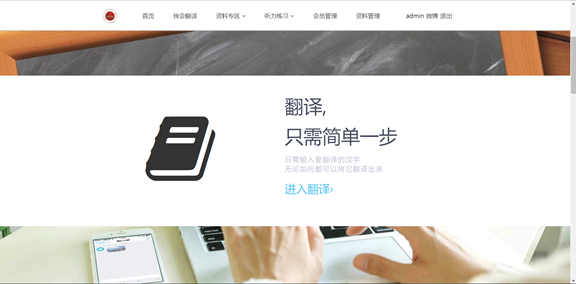 首页 我会翻译 资料专区 听力练习 会员管理 资料管理 admin 微博 退出
翻译,
只需简单一步
只需输入要翻译的汉字
无论如何都可以将它翻译出来
进入翻译›